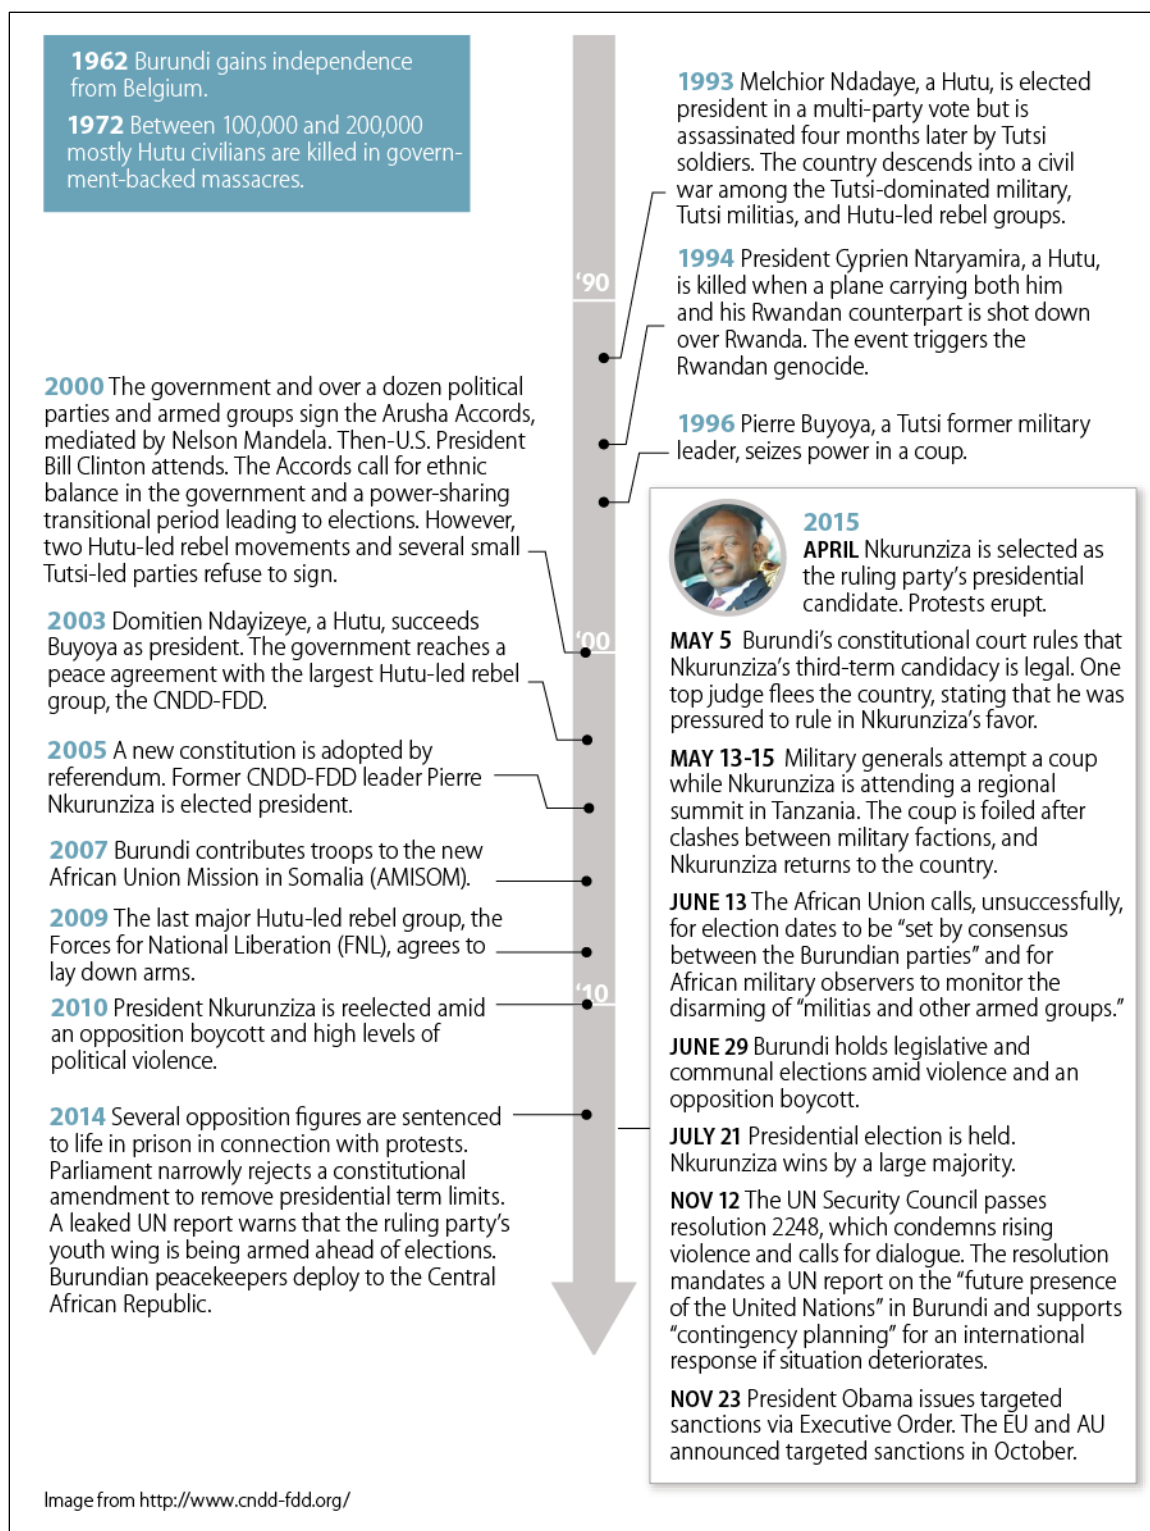 1962 Burundi gains independence
from Belgium.
1972 Between 100,000 and 200,000
mostly Hutu civilians are killed in govern-
ment-backed massacres.
‘90
1993 Melchior Ndadaye, a Hutu, is elected
president in a multi-party vote but is
assassinated four months later by Tutsi
soldiers. The country descends into a civil
war among the Tutsi-dominated military,
Tutsi militias, and Hutu-led rebel groups.
1994 President Cyprien Ntaryamira, a Hutu,
is killed when a plane carrying both him
and his Rwandan counterpart is shot down
over Rwanda. The event triggers the
Rwandan genocide.
1996 Pierre Buyoya, a Tutsi former military
leader, seizes power in a coup.
2000 The government and over a dozen political
parties and armed groups sign the Arusha Accords,
mediated by Nelson Mandela. Then-U.S. President
Bill Clinton attends. The Accords call for ethnic
balance in the government and a power-sharing
transitional period leading to elections. However,
two Hutu-led rebel movements and several small
Tutsi-led parties refuse to sign.
‘00
2003 Domitien Ndayizeye, a Hutu, succeeds
Buyoya as president. The government reaches a
peace agreement with the largest Hutu-led rebel
group, the CNDD-FDD.
2005 A new constitution is adopted by
referendum. Former CNDD-FDD leader Pierre
Nkurunziza is elected president.
2007 Burundi contributes troops to the new
African Union Mission in Somalia (AMISOM).
2009 The last major Hutu-led rebel group, the
Forces for National Liberation (FNL), agrees to
lay down arms.
‘10
2010 President Nkurunziza is reelected amid
an opposition boycott and high levels of
political violence.
2014 Several opposition figures are sentenced
to life in prison in connection with protests.
Parliament narrowly rejects a constitutional
amendment to remove presidential term limits.
A leaked UN report warns that the ruling party’s
youth wing is being armed ahead of elections.
Burundian peacekeepers deploy to the Central
African Republic.
2015
APRIL Nkurunziza is selected as
the ruling party’s presidential
candidate. Protests erupt.
MAY 5 Burundi’s constitutional court rules that
Nkurunziza’s third-term candidacy is legal. One
top judge flees the country, stating that he was
pressured to rule in Nkurunziza’s favor.
MAY 13-15 Military generals attempt a coup
while Nkurunziza is attending a regional
summit in Tanzania. The coup is foiled after
clashes between military factions, and
Nkurunziza returns to the country.
JUNE 13 The African Union calls, unsuccessfully,
for election dates to be “set by consensus
between the Burundian parties” and for
African military observers to monitor the
disarming of “militias and other armed groups.”
JUNE 29 Burundi holds legislative and
communal elections amid violence and an
opposition boycott.
JULY 21 Presidential election is held.
Nkurunziza wins by a large majority.
NOV 12 The UN Security Council passes
resolution 2248, which condemns rising
violence and calls for dialogue. The resolution
mandates a UN report on the “future presence
of the United Nations” in Burundi and supports
“contingency planning” for an international
response if situation deteriorates.
NOV 23 President Obama issues targeted
sanctions via Executive Order. The EU and AU
announced targeted sanctions in October.
Image from http://www.cndd-fdd.org/